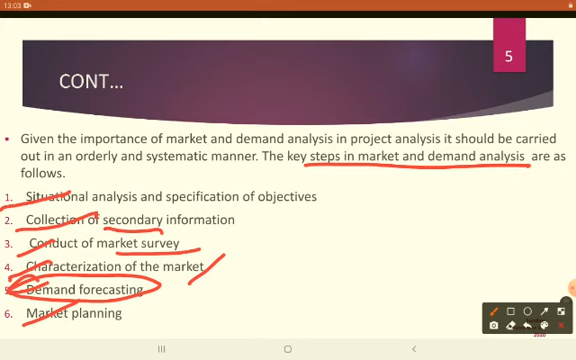 13:03
5
CONT...
Given the importance of market and demand analysis in project analysis it should be carried
out in an orderly and systematic manner. The key steps in market and demand analysis are as
follows.
1. Situational analysis and specification of objectives
2. Collection of secondary information
3. Conduct of market survey
4. Characterization of the market
5. Demand forecasting
6. Market planning
2020